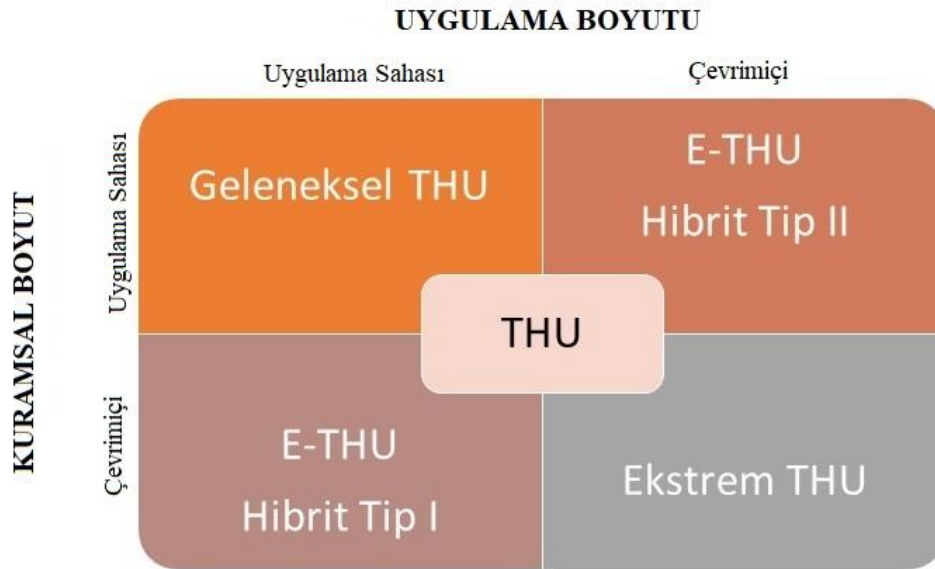 UYGULAMA BOYUTU
Uygulama Sahası
Çevrimiçi
KURAMSAL BOYUT
Uygulama Sahası
Çevrimiçi
Geleneksel THU
E-THU
Hibrit Tip II
THU
E-THU
Hibrit Tip I
Ekstrem THU